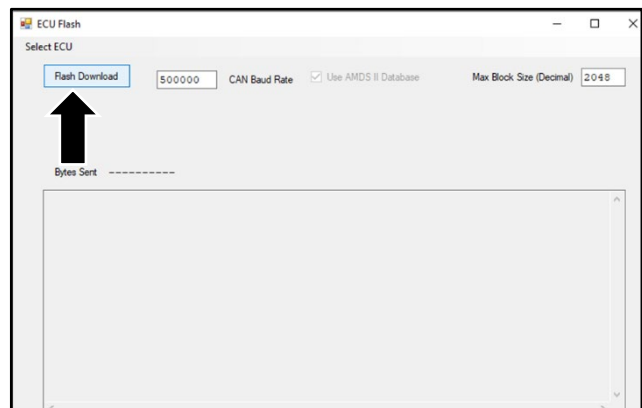 ECU Flash
Select ECU
Flash Download 500000 CAN Baud Rate Use AMDS II Database Max Block Size (Decimal) 2048
Bytes Sent ----------